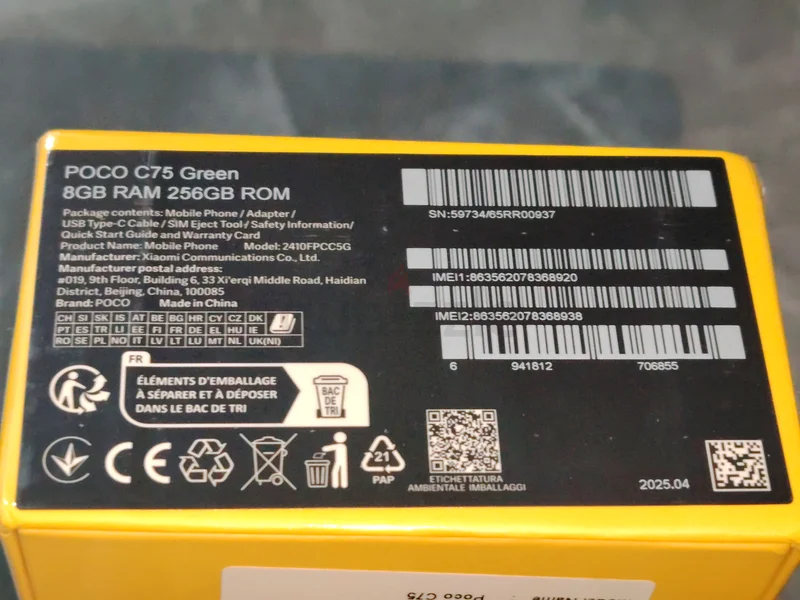 POCO C75 Green
8GB RAM 256GB ROM
Package contents: Mobile Phone / Adapter /
USB Type-C Cable / SIM Eject Tool / Safety Information/
Quick Start Guide and Warranty Card
Product Name: Mobile Phone Model: 2410FPCC5G
Manufacturer: Xiaomi Communications Co., Ltd.
Manufacturer postal address:
#019, 9th Floor, Building 6, 33 Xi'erqi Middle Road, Haidian
District, Beijing, China, 100085
Brand: POCO Made in China
CH SI SK IS AT BE BG HR CY CZ DK
PT ES TR LI EE FI FR DE EL HU IE
RO SE PL NO IT LV LT LU MT NL UK(NI)
FR
ÉLÉMENTS D'EMBALLAGE
À SÉPARER ET À DÉPOSER
DANS LE BAC DE TRI
BAC
DE
TRI
CE
21
PAP
SN:59734/65RR00937
IMEI1:863562078368920
IMEI2:863562078368938
6 941812 706855
ETICHETTATURA
AMBIENTALE IMBALLAGGI
2025.04
Poco C75